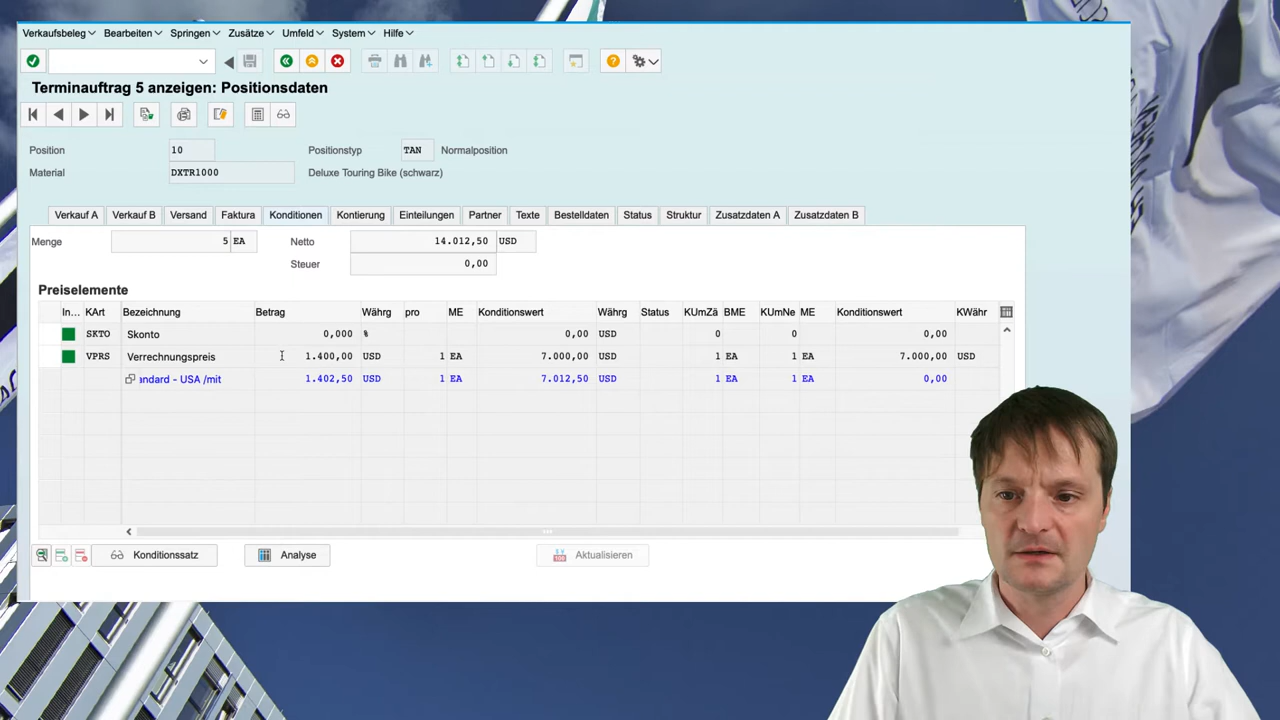 Verkaufsbeleg Bearbeiten Springen Zusätze Umfeld System Hilfe
Terminauftrag 5 anzeigen: Positionsdaten
Position 10 Positionstyp TAN Normalposition
Material DXTR1000 Deluxe Touring Bike (schwarz)
Verkauf A Verkauf B Versand Faktura Konditionen Kontierung Einteilungen Partner Texte Bestelldaten Status Struktur Zusatzdaten A Zusatzdaten B
Menge 5 EA Netto 14.012,50 USD
Steuer 0,00
Preiselemente
In... KArt Bezeichnung Betrag Währg pro ME Konditionswert Währg Status KUmZä BME KUmNe ME Konditionswert KWähr
SKTO Skonto 0,000 % 0,00 USD 0 0 0,00
VPRS Verrechnungspreis 1.400,00 USD 1 EA 7.000,00 USD 1 EA 1 EA 7.000,00 USD
andard - USA /mit 1.402,50 USD 1 EA 7.012,50 USD 1 EA 1 EA 0,00
Konditionssatz Analyse Aktualisieren